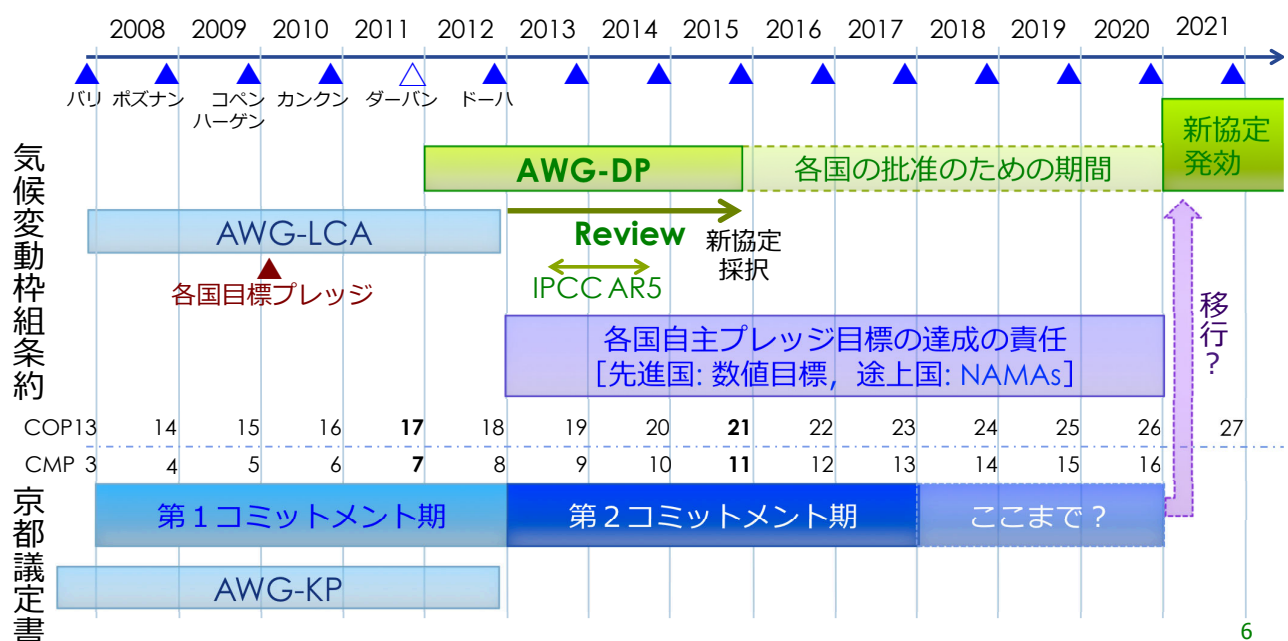 2008 2009 2010 2011 2012 2013 2014 2015 2016 2017 2018 2019 2020 2021
バリ ポズナン コペン カンクン ダーバン ドーハ
ハーゲン
気候変動枠組条約
AWG-DP
各国の批准のための期間
新協定
発効
AWG-LCA
Review
新協定
採択
各国目標プレッジ
IPCC AR5
移行？
各国自主プレッジ目標の達成の責任
［先進国: 数値目標，途上国: NAMAs］
COP13 14 15 16 17 18 19 20 21 22 23 24 25 26 27
CMP 3 4 5 6 7 8 9 10 11 12 13 14 15 16
京都議定書
第１コミットメント期
第２コミットメント期
ここまで？
AWG-KP
6